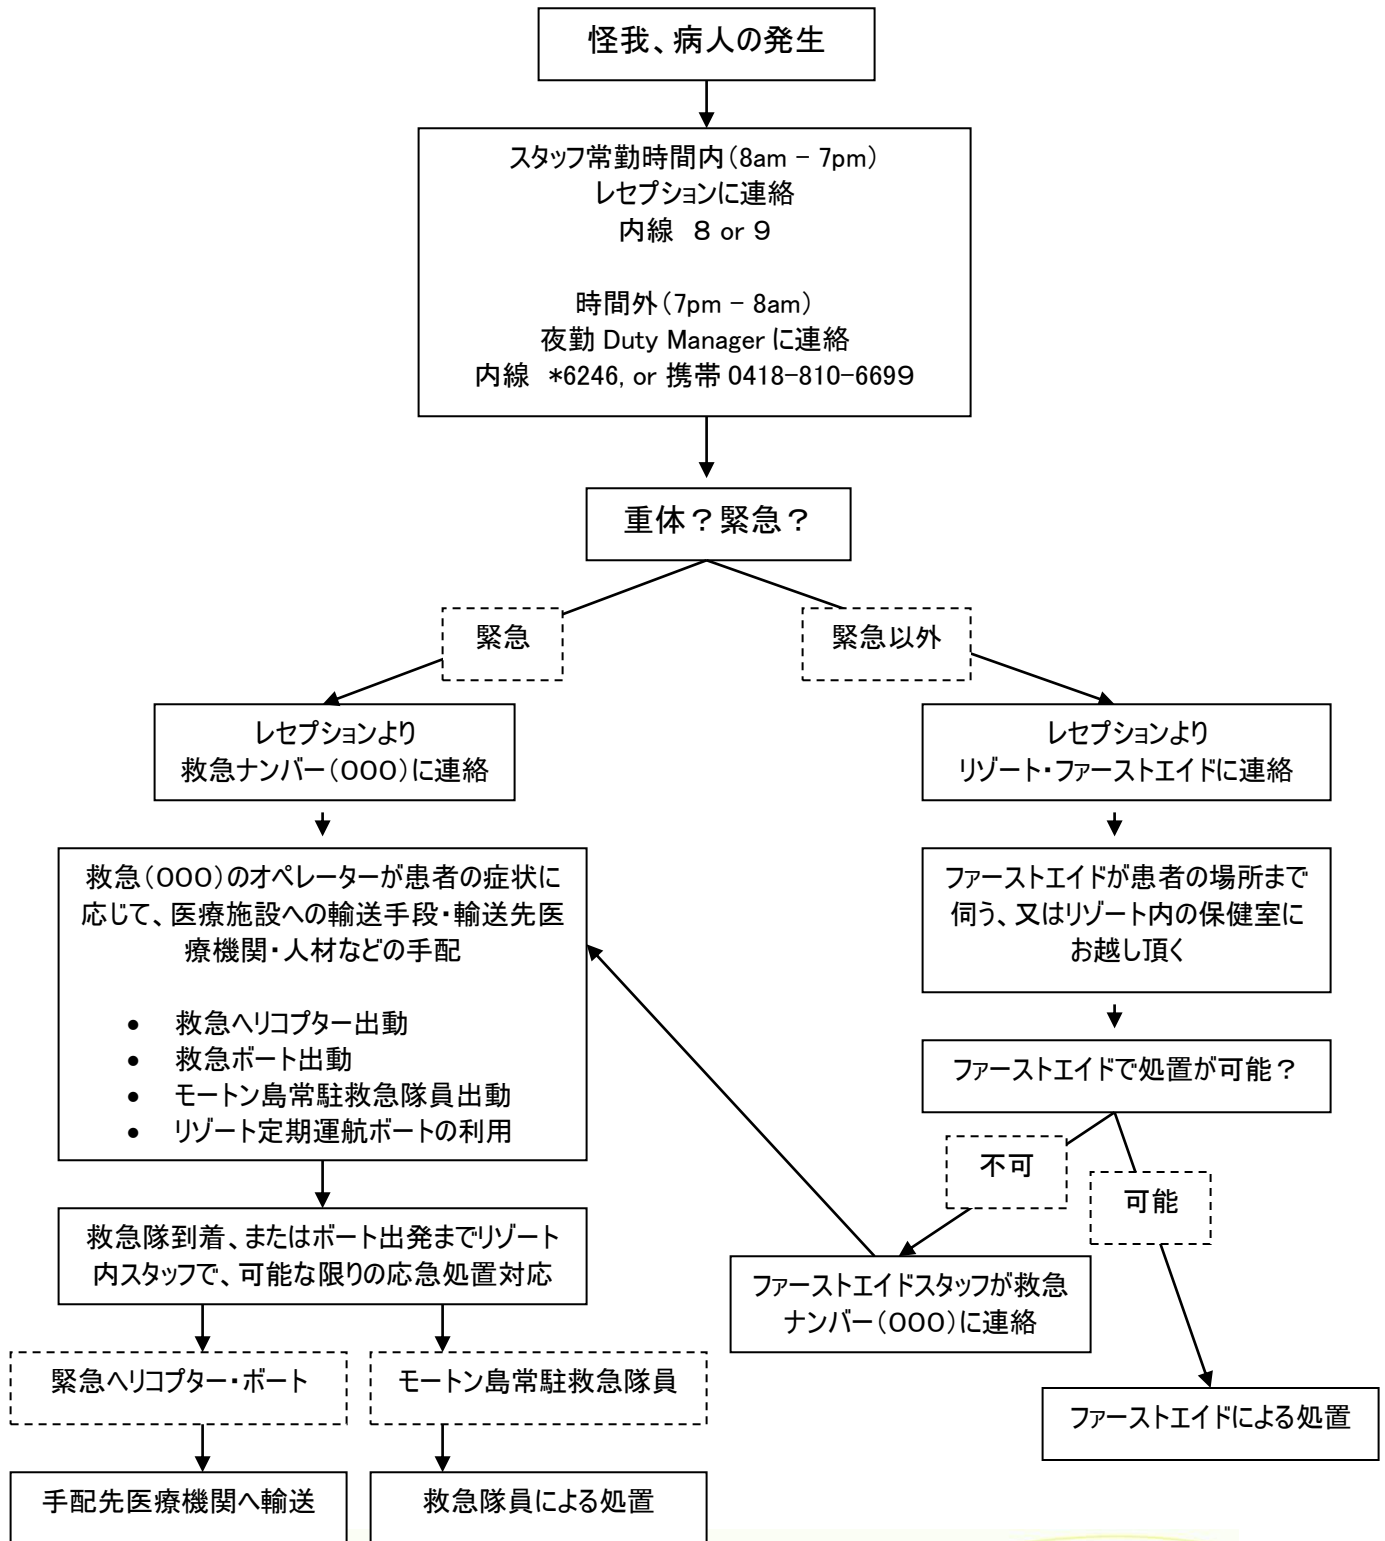 怪我、病人の発生
スタッフ常勤時間内（8am – 7pm）
レセプションに連絡
内線　８ or ９
時間外（7pm – 8am）
夜勤 Duty Manager に連絡
内線　*6246, or 携帯 0418-810-669９
重体？緊急？
緊急
緊急以外
レセプションより
救急ナンバー（000）に連絡
レセプションより
リゾート・ファーストエイドに連絡
救急（000）のオペレーターが患者の症状に
応じて、医療施設への輸送手段・輸送先医
療機関・人材などの手配
• 救急ヘリコプター出動
• 救急ボート出動
• モートン島常駐救急隊員出動
• リゾート定期運航ボートの利用
ファーストエイドが患者の場所まで
伺う、又はリゾート内の保健室に
お越し頂く
ファーストエイドで処置が可能？
不可
可能
救急隊到着、またはボート出発までリゾート
内スタッフで、可能な限りの応急処置対応
ファーストエイドスタッフが救急
ナンバー（000）に連絡
緊急ヘリコプター・ボート
モートン島常駐救急隊員
ファーストエイドによる処置
手配先医療機関へ輸送
救急隊員による処置